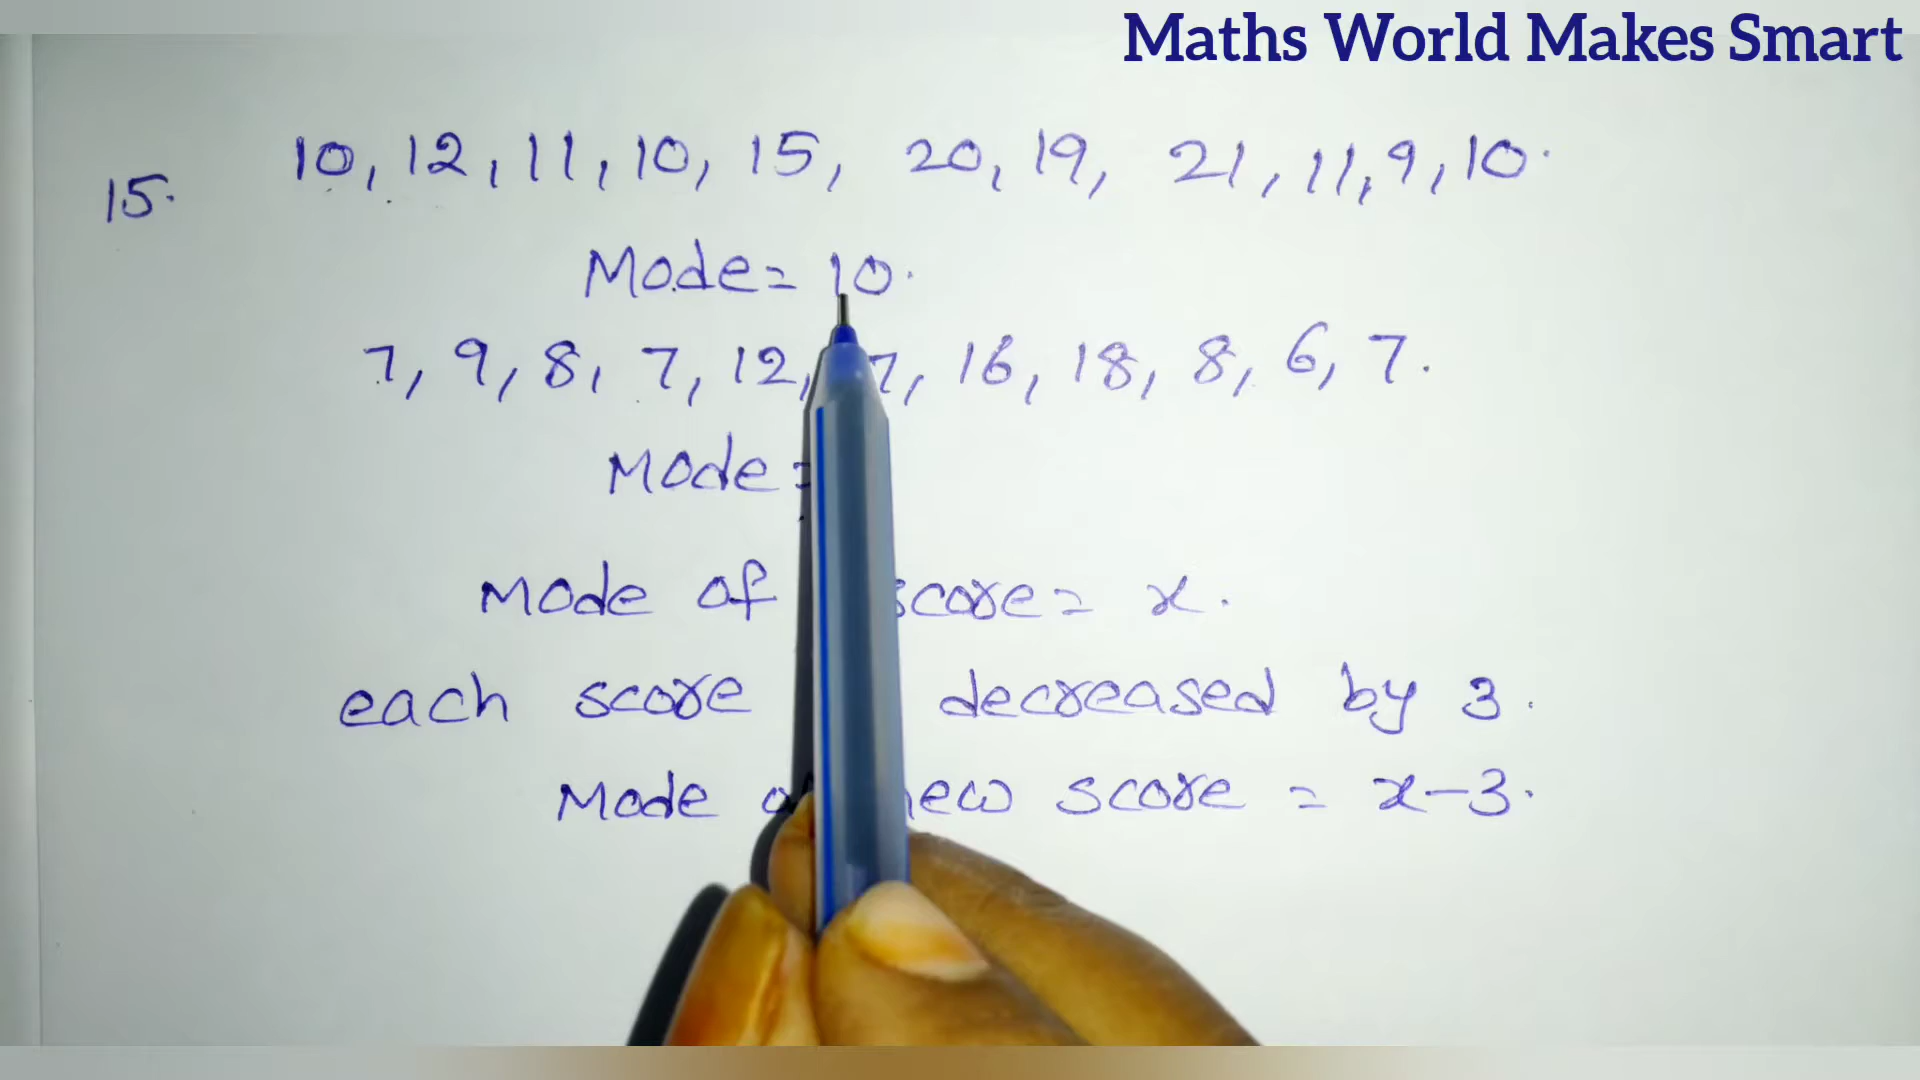 Maths World Makes Smart
10, 12, 11, 10, 15, 20, 19, 21, 11, 9, 10.
15.
Mode = 10.
7, 9, 8, 7, 12, 7, 16, 18, 8, 6, 7.
Mode =
Mode of score = x.
each score decreased by 3.
Mode new score = x-3.